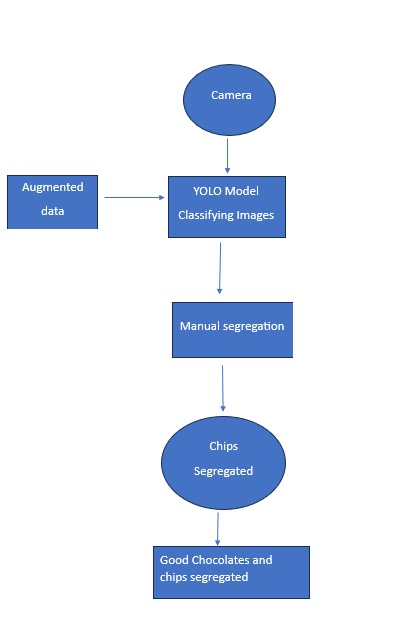 Camera
Augmented
data
YOLO Model
Classifying Images
Manual segregation
Chips
Segregated
Good Chocolates and
chips segregated